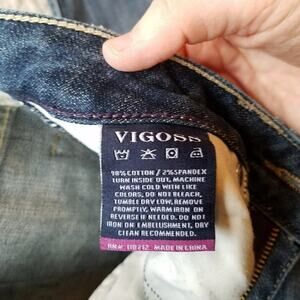 VIGOSS
98% COTTON / 2% SPANDEX
TURN INSIDE OUT, MACHINE
WASH COLD WITH LIKE
COLORS, DO NOT BLEACH,
TUMBLE DRY LOW, REMOVE
PROMPTLY, WARM IRON ON
REVERSE IF NEEDED. DO NOT
IRON ON EMBELLISHMENT, DRY
CLEAN RECOMMENDED.
RN# 110212 MADE IN CHINA